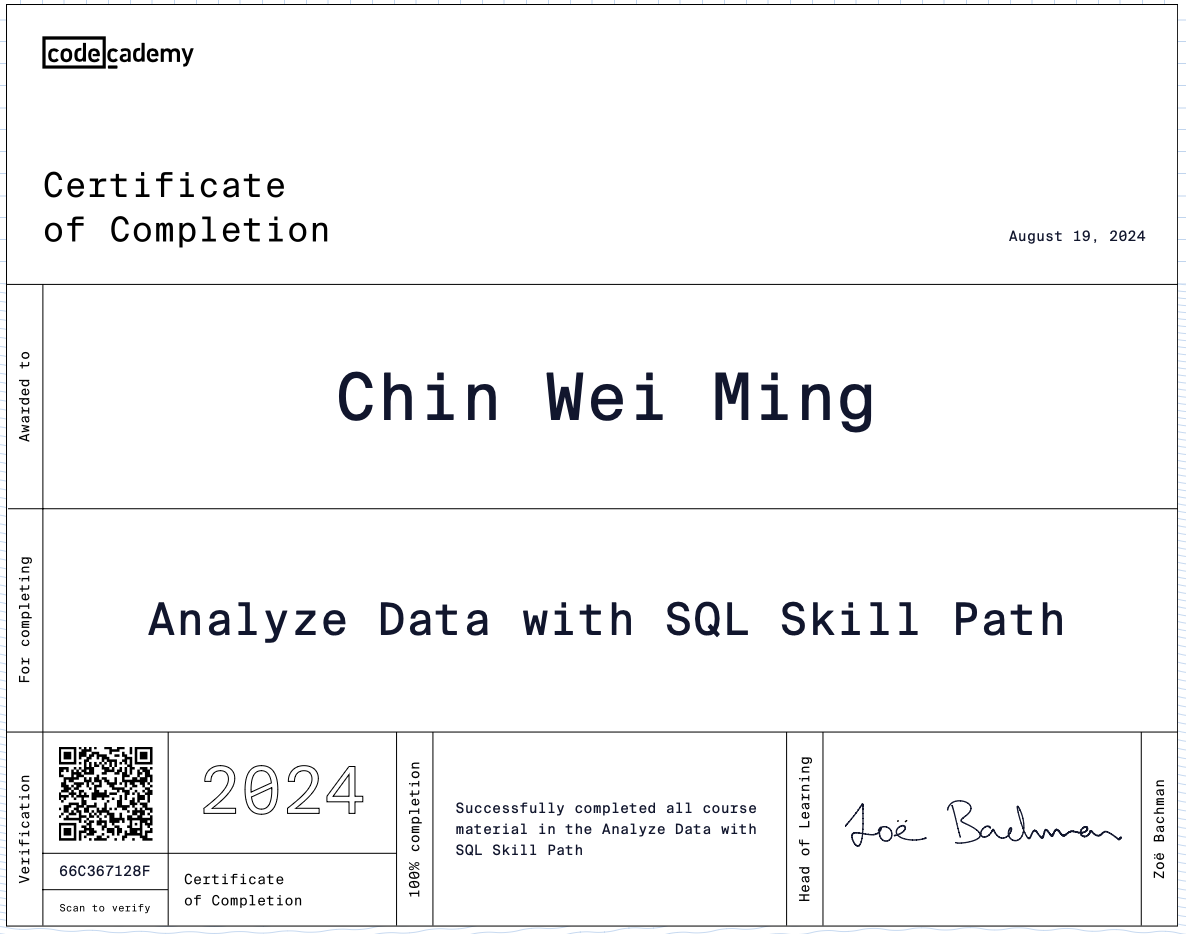 codecademy
Certificate
of Completion
August 19, 2024
Awarded to
Chin Wei Ming
For completing
Analyze Data with SQL Skill Path
Verification
66C367128F
Scan to verify
2024
Certificate
of Completion
100% completion
Successfully completed all course
material in the Analyze Data with
SQL Skill Path
Head of Learning
Zoë Bachman
Zoë Bachman